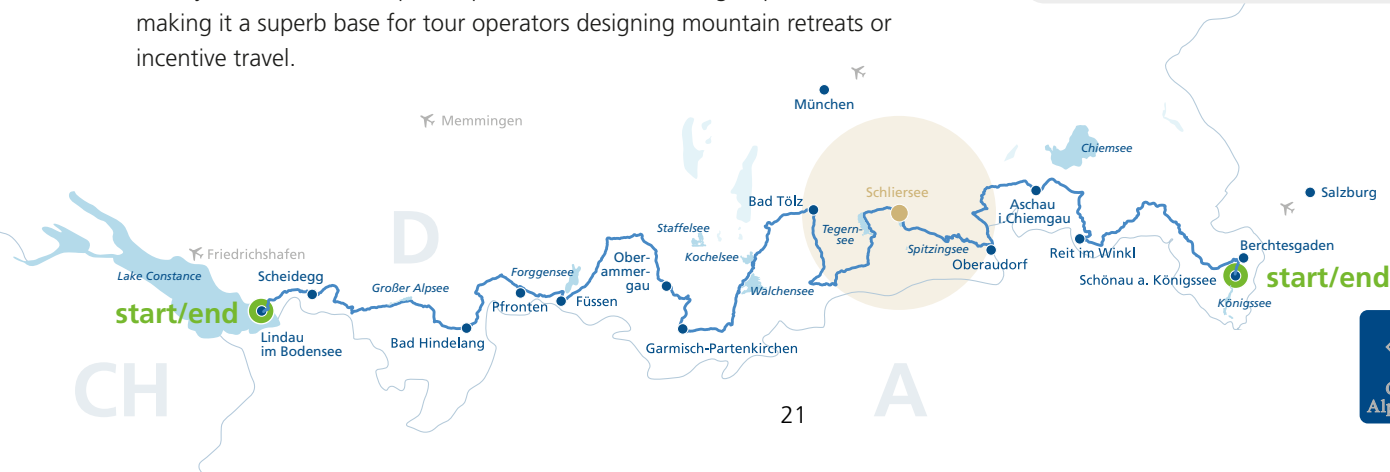 making it a superb base for tour operators designing mountain retreats or
incentive travel.
München
Memmingen
Chiemsee
Schliersee
Salzburg
Bad Tölz
Aschau
i.Chiemgau
D
Staffelsee
Tegern-
see
Spitzingsee
Friedrichshafen
Ober-
ammer-
gau
Kochelsee
Oberaudorf
Reit im Winkl
Berchtesgaden
Lake Constance
Scheidegg
Forggensee
Großer Alpsee
Walchensee
Schönau a. Königssee
start/end
Königssee
start/end
Pfronten
Füssen
Lindau
im Bodensee
Bad Hindelang
Garmisch-Partenkirchen
CH
A
21